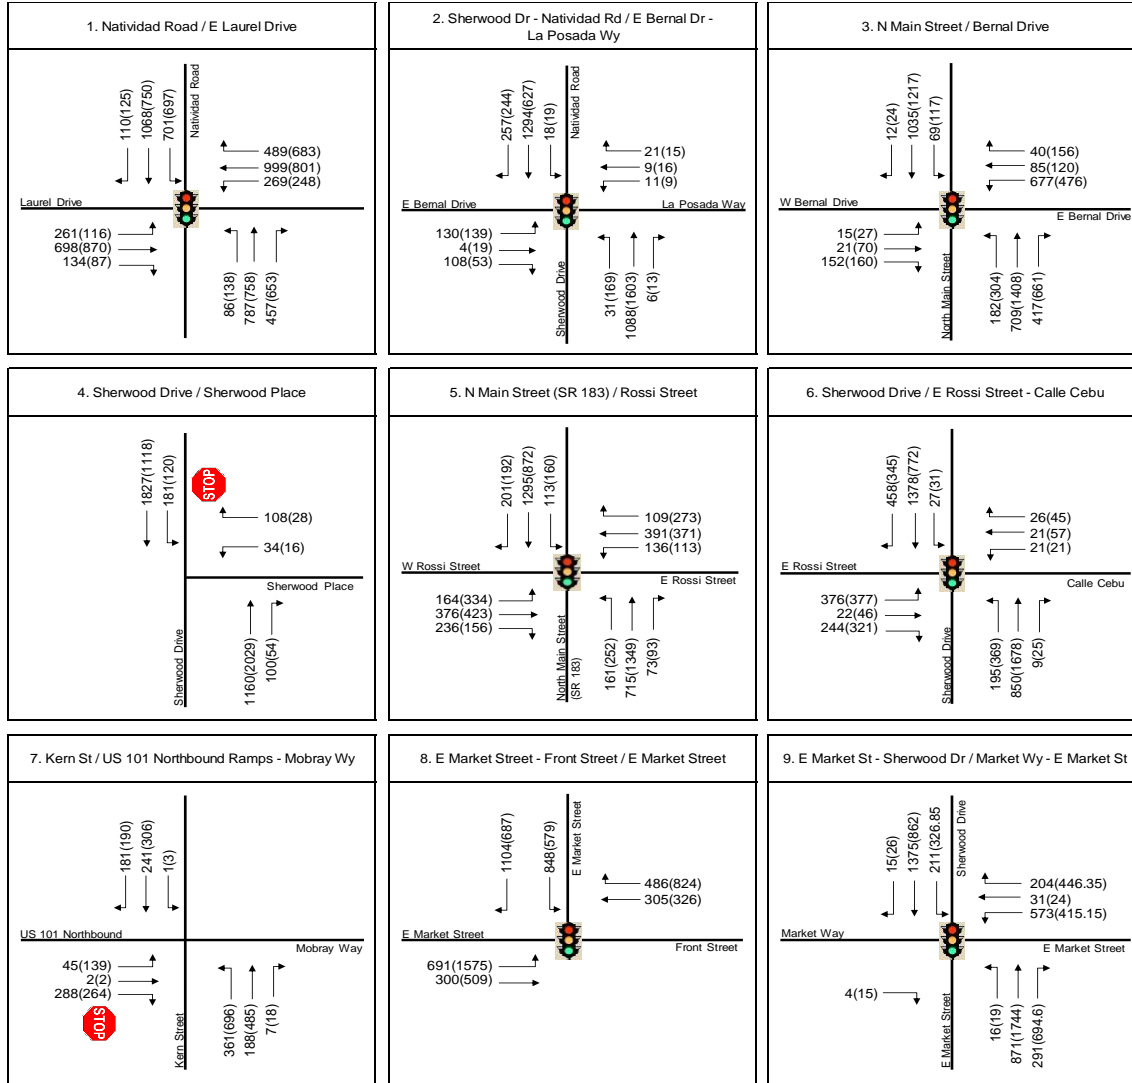 1. Natividad Road / E Laurel Drive
110(125)
1068(750)
701(697)
Natividad Road
489(683)
999(801)
269(248)
Laurel Drive
261(116)
698(870)
134(87)
86(138)
787(758)
457(653)
2. Sherwood Dr - Natividad Rd / E Bernal Dr -
La Posada Wy
257(244)
1294(627)
18(19)
Natividad Road
21(15)
9(16)
11(9)
E Bernal Drive
La Posada Way
130(139)
4(19)
108(53)
Sherwood Drive
31(169)
1088(1603)
6(13)
3. N Main Street / Bernal Drive
12(24)
1035(1217)
69(117)
40(156)
85(120)
677(476)
W Bernal Drive
E Bernal Drive
15(27)
21(70)
152(160)
North Main Street
182(304)
709(1408)
417(661)
4. Sherwood Drive / Sherwood Place
1827(1118)
181(120)
STOP
108(28)
34(16)
Sherwood Place
Sherwood Drive
1160(2029)
100(54)
5. N Main Street (SR 183) / Rossi Street
201(192)
1295(872)
113(160)
109(273)
391(371)
136(113)
W Rossi Street
E Rossi Street
164(334)
376(423)
236(156)
North Main Street
(SR 183)
161(252)
715(1349)
73(93)
6. Sherwood Drive / E Rossi Street - Calle Cebu
458(345)
1378(772)
27(31)
26(45)
21(57)
21(21)
E Rossi Street
Calle Cebu
376(377)
22(46)
244(321)
Sherwood Drive
195(369)
850(1678)
9(25)
7. Kern St / US 101 Northbound Ramps - Mobray Wy
181(190)
241(306)
1(3)
US 101 Northbound
Mobray Way
45(139)
2(2)
288(264)
STOP
Kern Street
361(696)
188(485)
7(18)
8. E Market Street - Front Street / E Market Street
1104(687)
848(579)
E Market Street
486(824)
305(326)
E Market Street
Front Street
691(1575)
300(509)
9. E Market St - Sherwood Dr / Market Wy - E Market St
15(26)
1375(862)
211(326.85
Sherwood Drive
204(446.35)
31(24)
573(415.15)
Market Way
E Market Street
4(15)
E Market Street
16(19)
871(1744)
291(694.6)